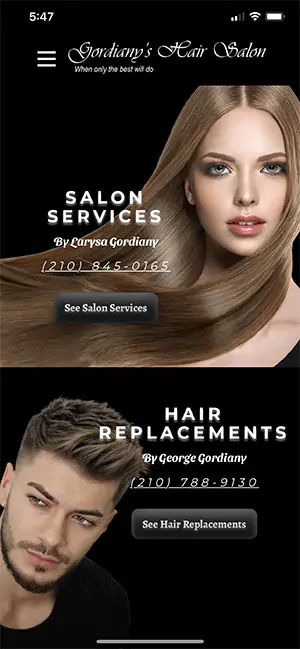 5:47
Gordiany's Hair Salon
When only the best will do
SALON
SERVICES
By Larysa Gordiany
(210) 845-0165
See Salon Services
HAIR
REPLACEMENTS
By George Gordiany
(210) 788-9130
See Hair Replacements